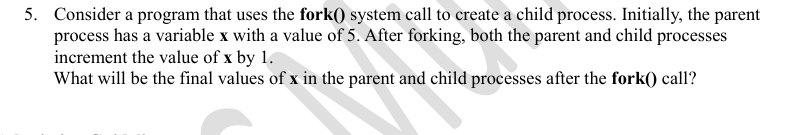 5. Consider a program that uses the fork() system call to create a child process. Initially, the parent
process has a variable x with a value of 5. After forking, both the parent and child processes
increment the value of x by 1.
What will be the final values of x in the parent and child processes after the fork() call?